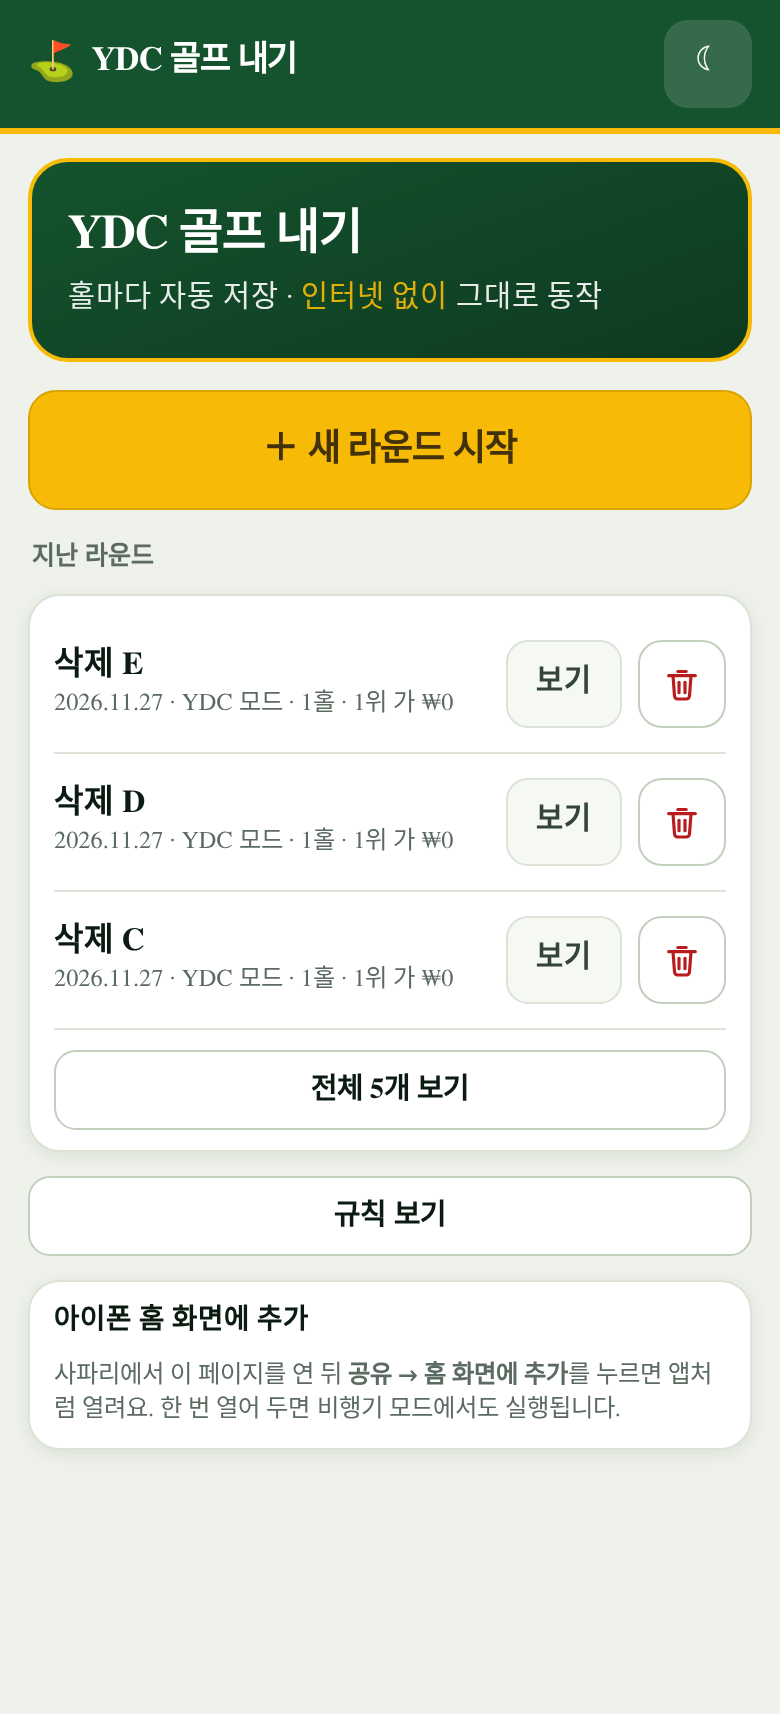 YDC 골프 내기
YDC 골프 내기
홀마다 자동 저장 · 인터넷 없이 그대로 동작
+ 새 라운드 시작
지난 라운드
삭제 E
2026.11.27 · YDC 모드 · 1홀 · 1위 가 ₩0
보기
삭제 D
2026.11.27 · YDC 모드 · 1홀 · 1위 가 ₩0
보기
삭제 C
2026.11.27 · YDC 모드 · 1홀 · 1위 가 ₩0
보기
전체 5개 보기
규칙 보기
아이폰 홈 화면에 추가
사파리에서 이 페이지를 연 뒤 공유 → 홈 화면에 추가를 누르면 앱처
럼 열려요. 한 번 열어 두면 비행기 모드에서도 실행됩니다.